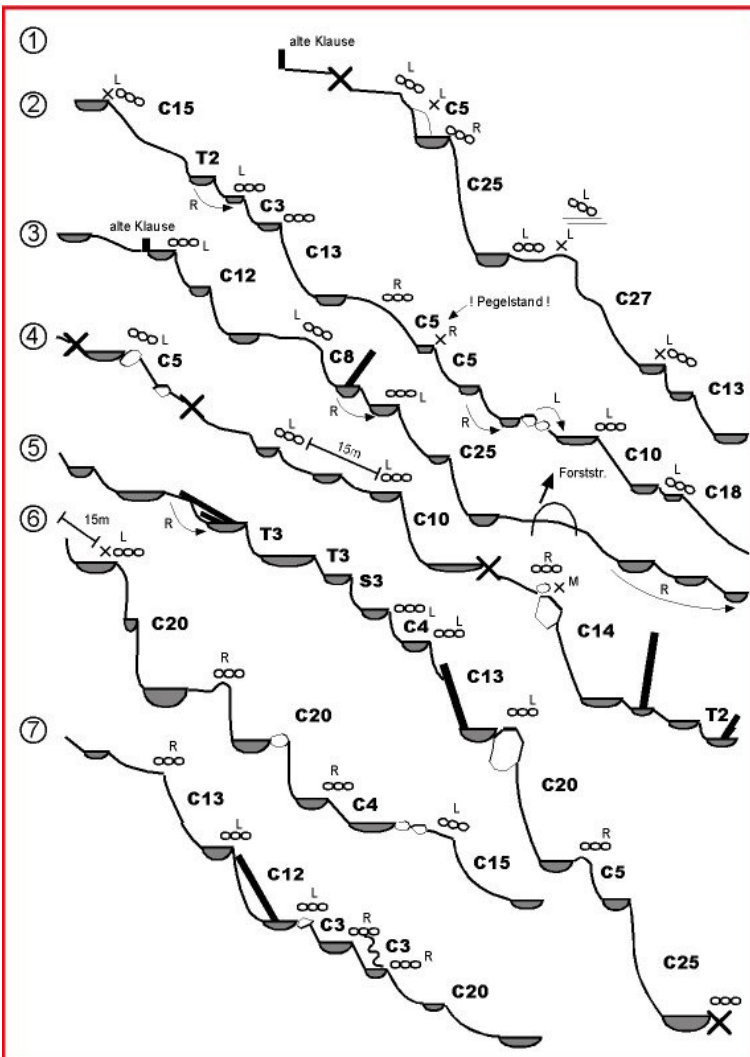 ① alte Klause L C5 L R C25 L L L C27 L C13
② L C15 T2 R L C3 C13 R C5 R ! Pegelstand ! C5 R L L C10 L C18
③ alte Klause L C12 L C8 R L C25 Forststr. R
④ L C5 L 15m L C10 R M C14 T2
⑤ R T3 T3 S3 L C4 L C13 L C20 R C5 C25
⑥ 15m L C20 R C20 R C4 L C15
⑦ R C13 L C12 L C3 R C3 R C20